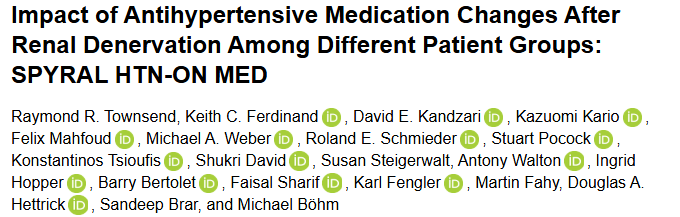 Impact of Antihypertensive Medication Changes After
Renal Denervation Among Different Patient Groups:
SPYRAL HTN-ON MED
Raymond R. Townsend, Keith C. Ferdinand iD, David E. Kandzari iD, Kazuomi Kario iD,
Felix Mahfoud iD, Michael A. Weber iD, Roland E. Schmieder iD, Stuart Pocock iD,
Konstantinos Tsioufis iD, Shukri David iD, Susan Steigerwalt, Antony Walton iD, Ingrid
Hopper iD, Barry Bertolet iD, Faisal Sharif iD, Karl Fengler iD, Martin Fahy, Douglas A.
Hettrick iD, Sandeep Brar, and Michael Böhm